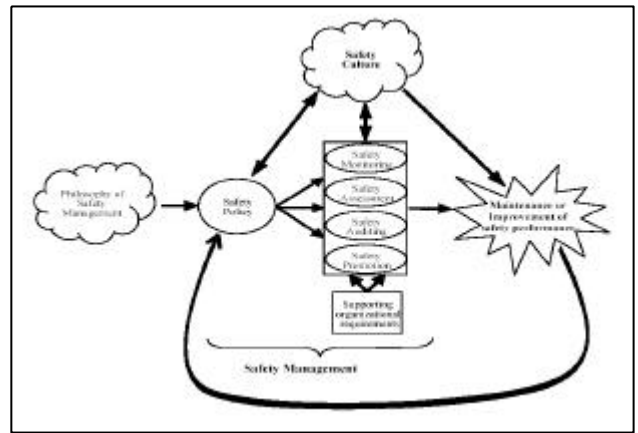 Safety
Culture
Philosophy of
Safety
Management
Safety
Policy
Safety
Monitoring
Safety
Assessment
Safety
Auditing
Safety
Promotion
Maintenance or
Improvement of
safety performance
Supporting
organizational
requirements
Safety Management